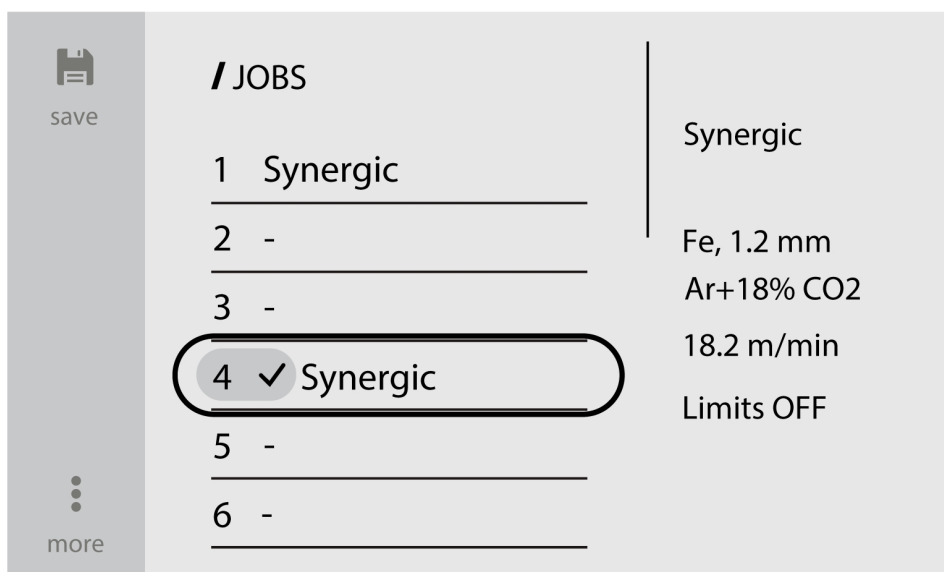 save
/ JOBS
1 Synergic
2 -
3 -
4 ✓ Synergic
5 -
6 -
more
Synergic
Fe, 1.2 mm
Ar+18% CO2
18.2 m/min
Limits OFF